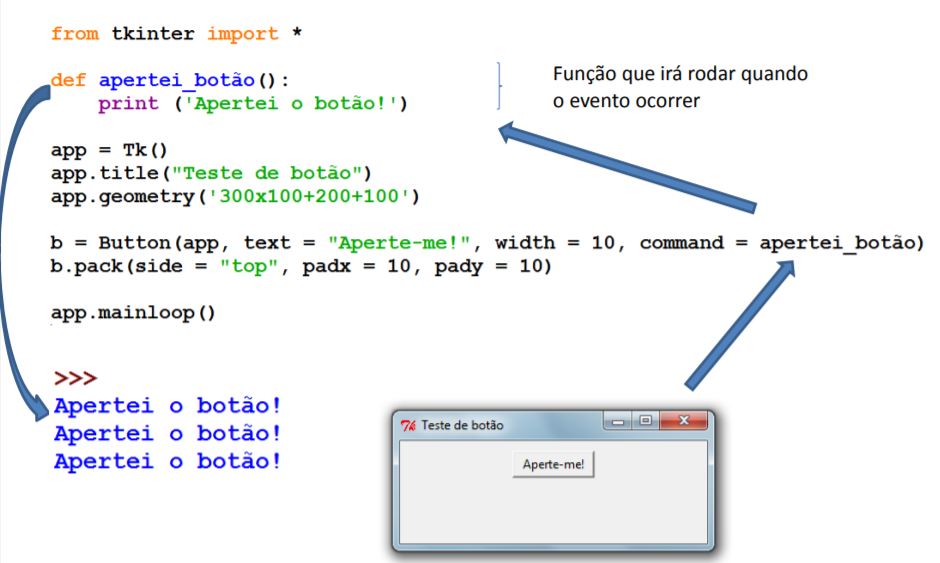 from tkinter import *
def apertei_botão():
    print ('Apertei o botão!')
Função que irá rodar quando
o evento ocorrer
app = Tk()
app.title("Teste de botão")
app.geometry('300x100+200+100')
b = Button(app, text = "Aperte-me!", width = 10, command = apertei_botão)
b.pack(side = "top", padx = 10, pady = 10)
app.mainloop()
>>>
Apertei o botão!
Apertei o botão!
Apertei o botão!
Teste de botão
Aperte-me!